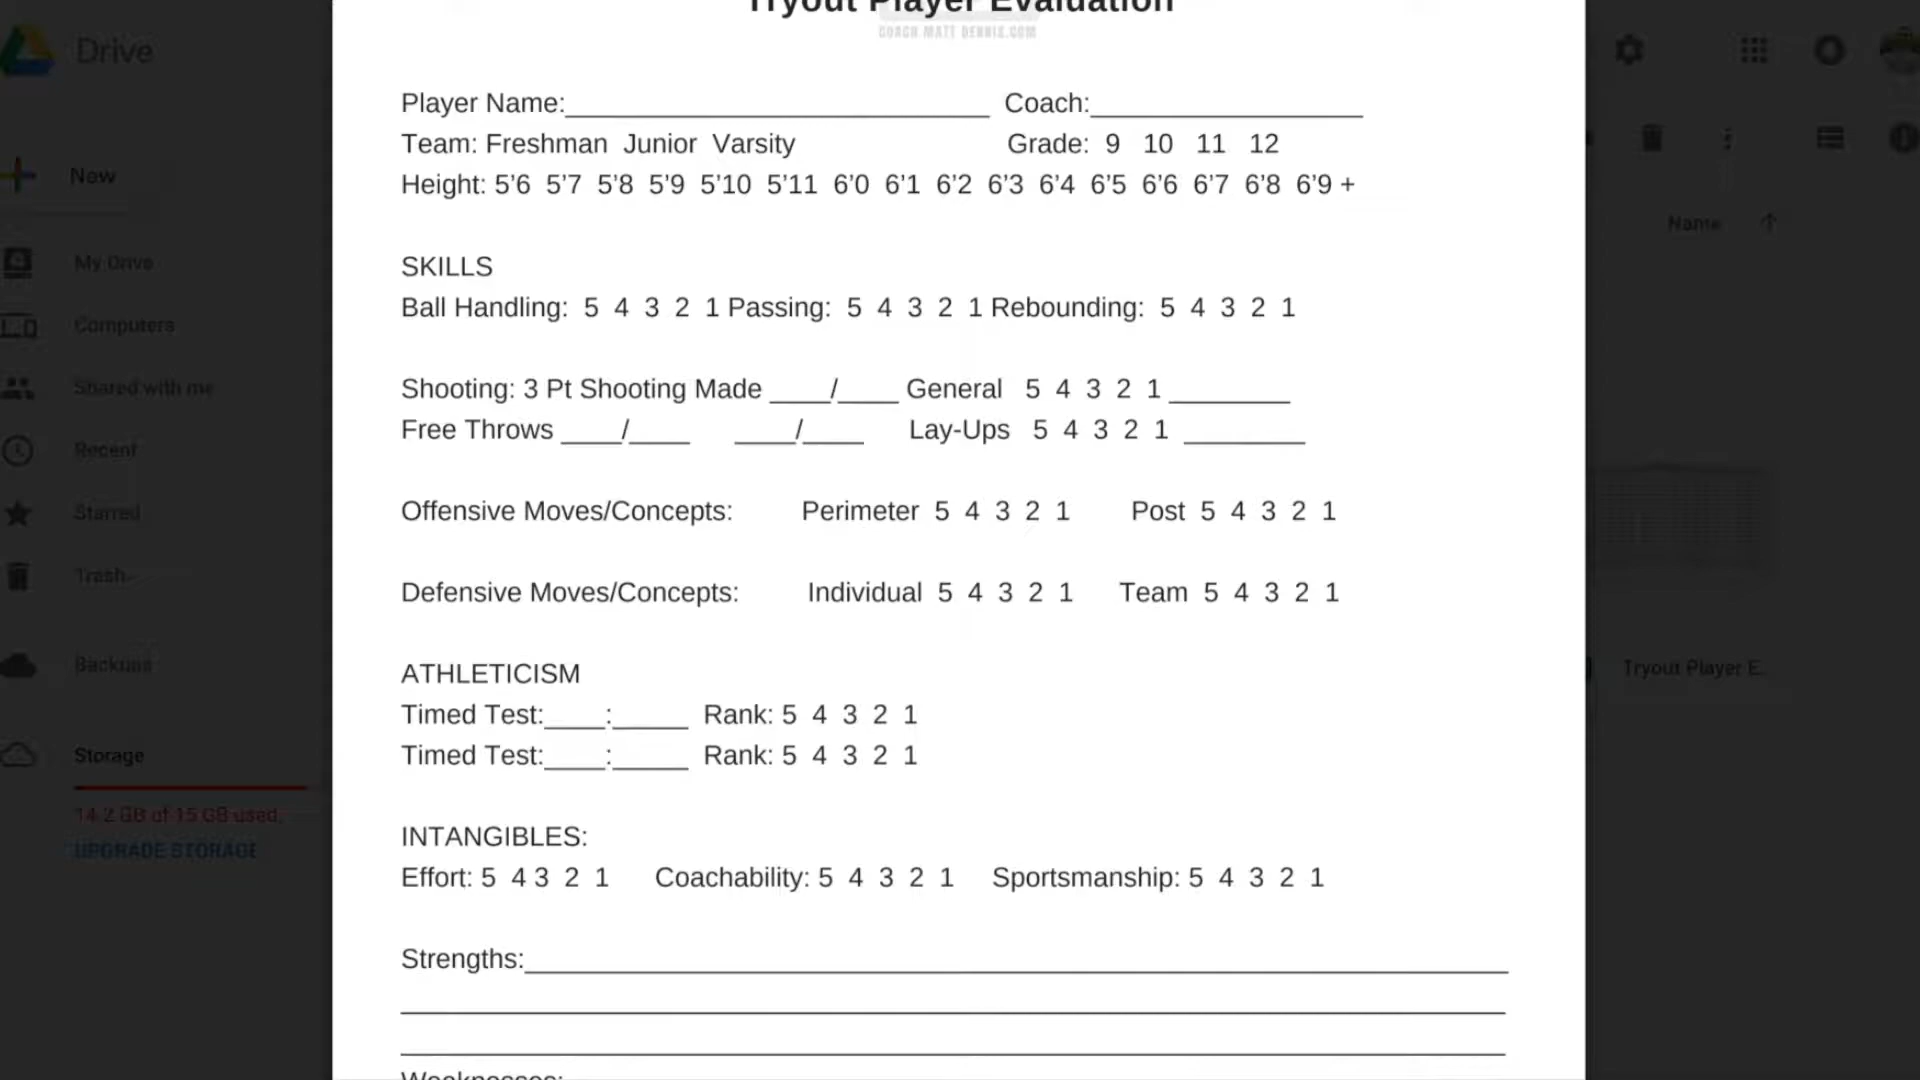 Tryout Player Evaluation
COACH MATT DENNIS.COM
Drive
Player Name:____________________________ Coach:__________________
Team: Freshman Junior Varsity Grade: 9 10 11 12
New
Height: 5’6 5’7 5’8 5’9 5’10 5’11 6’0 6’1 6’2 6’3 6’4 6’5 6’6 6’7 6’8 6’9 +
Name
My Drive
SKILLS
Ball Handling: 5 4 3 2 1 Passing: 5 4 3 2 1 Rebounding: 5 4 3 2 1
Computers
Shared with me
Shooting: 3 Pt Shooting Made ____/____ General 5 4 3 2 1 ________
Free Throws ____/____ ____/____ Lay-Ups 5 4 3 2 1 ________
Recent
Starred
Offensive Moves/Concepts: Perimeter 5 4 3 2 1 Post 5 4 3 2 1
Trash
Defensive Moves/Concepts: Individual 5 4 3 2 1 Team 5 4 3 2 1
Backups
Tryout Player E...
ATHLETICISM
Timed Test:____:_____ Rank: 5 4 3 2 1
Timed Test:____:_____ Rank: 5 4 3 2 1
Storage
14.2 GB of 15 GB used
UPGRADE STORAGE
INTANGIBLES:
Effort: 5 4 3 2 1 Coachability: 5 4 3 2 1 Sportsmanship: 5 4 3 2 1
Strengths:_________________________________________________________________
Weaknesses: